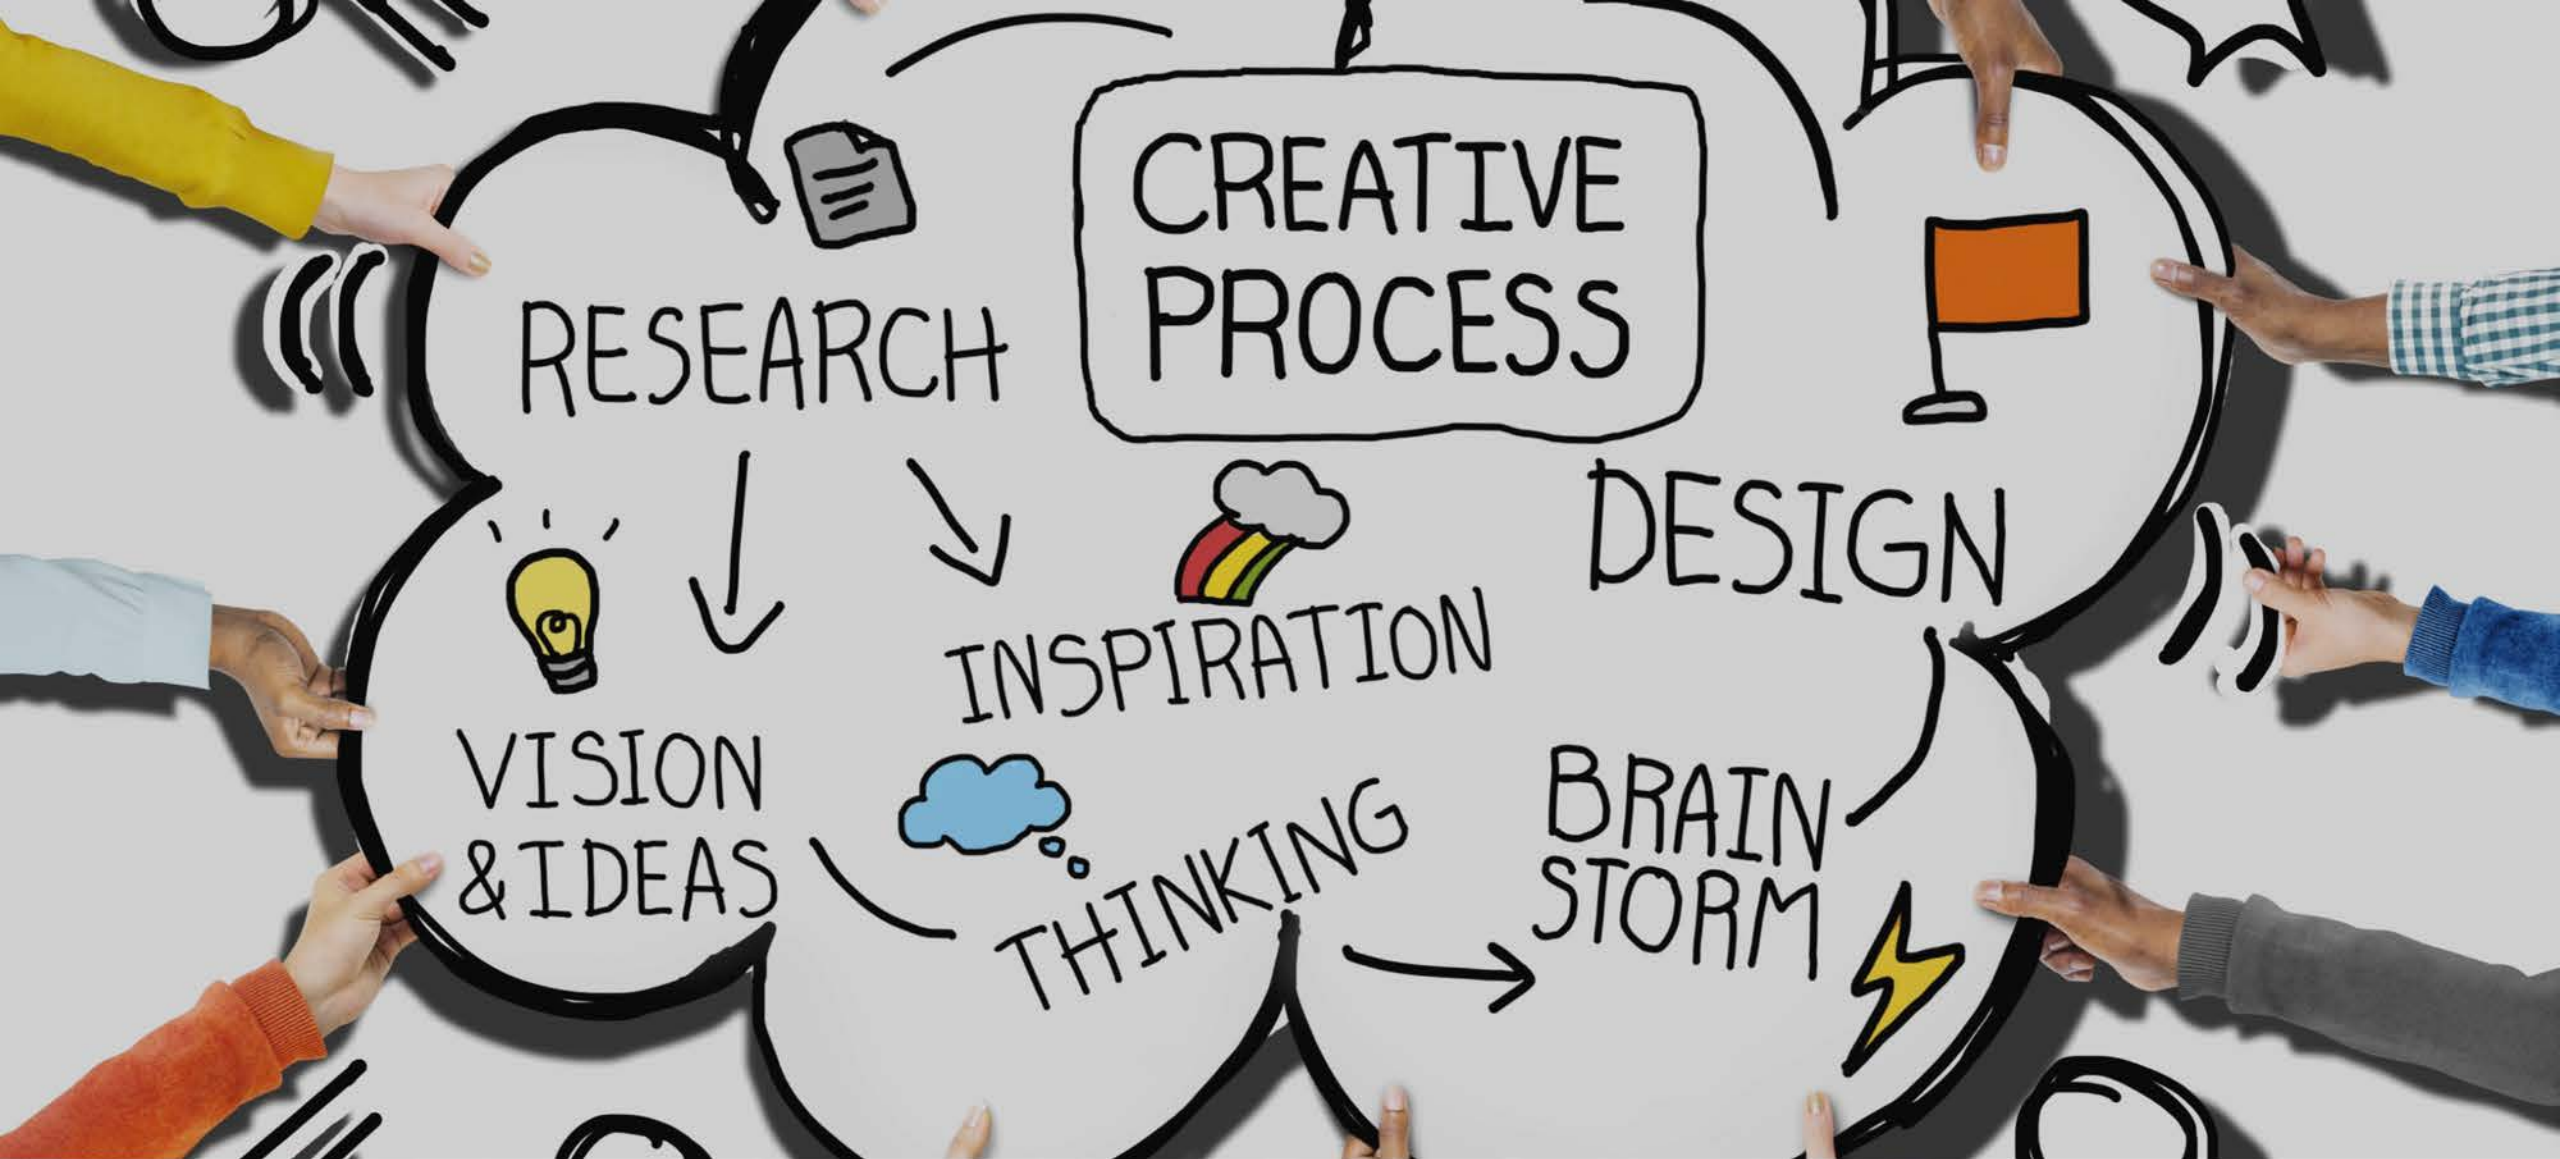 CREATIVE
PROCESS
RESEARCH
DESIGN
INSPIRATION
VISION
& IDEAS
THINKING
BRAIN
STORM